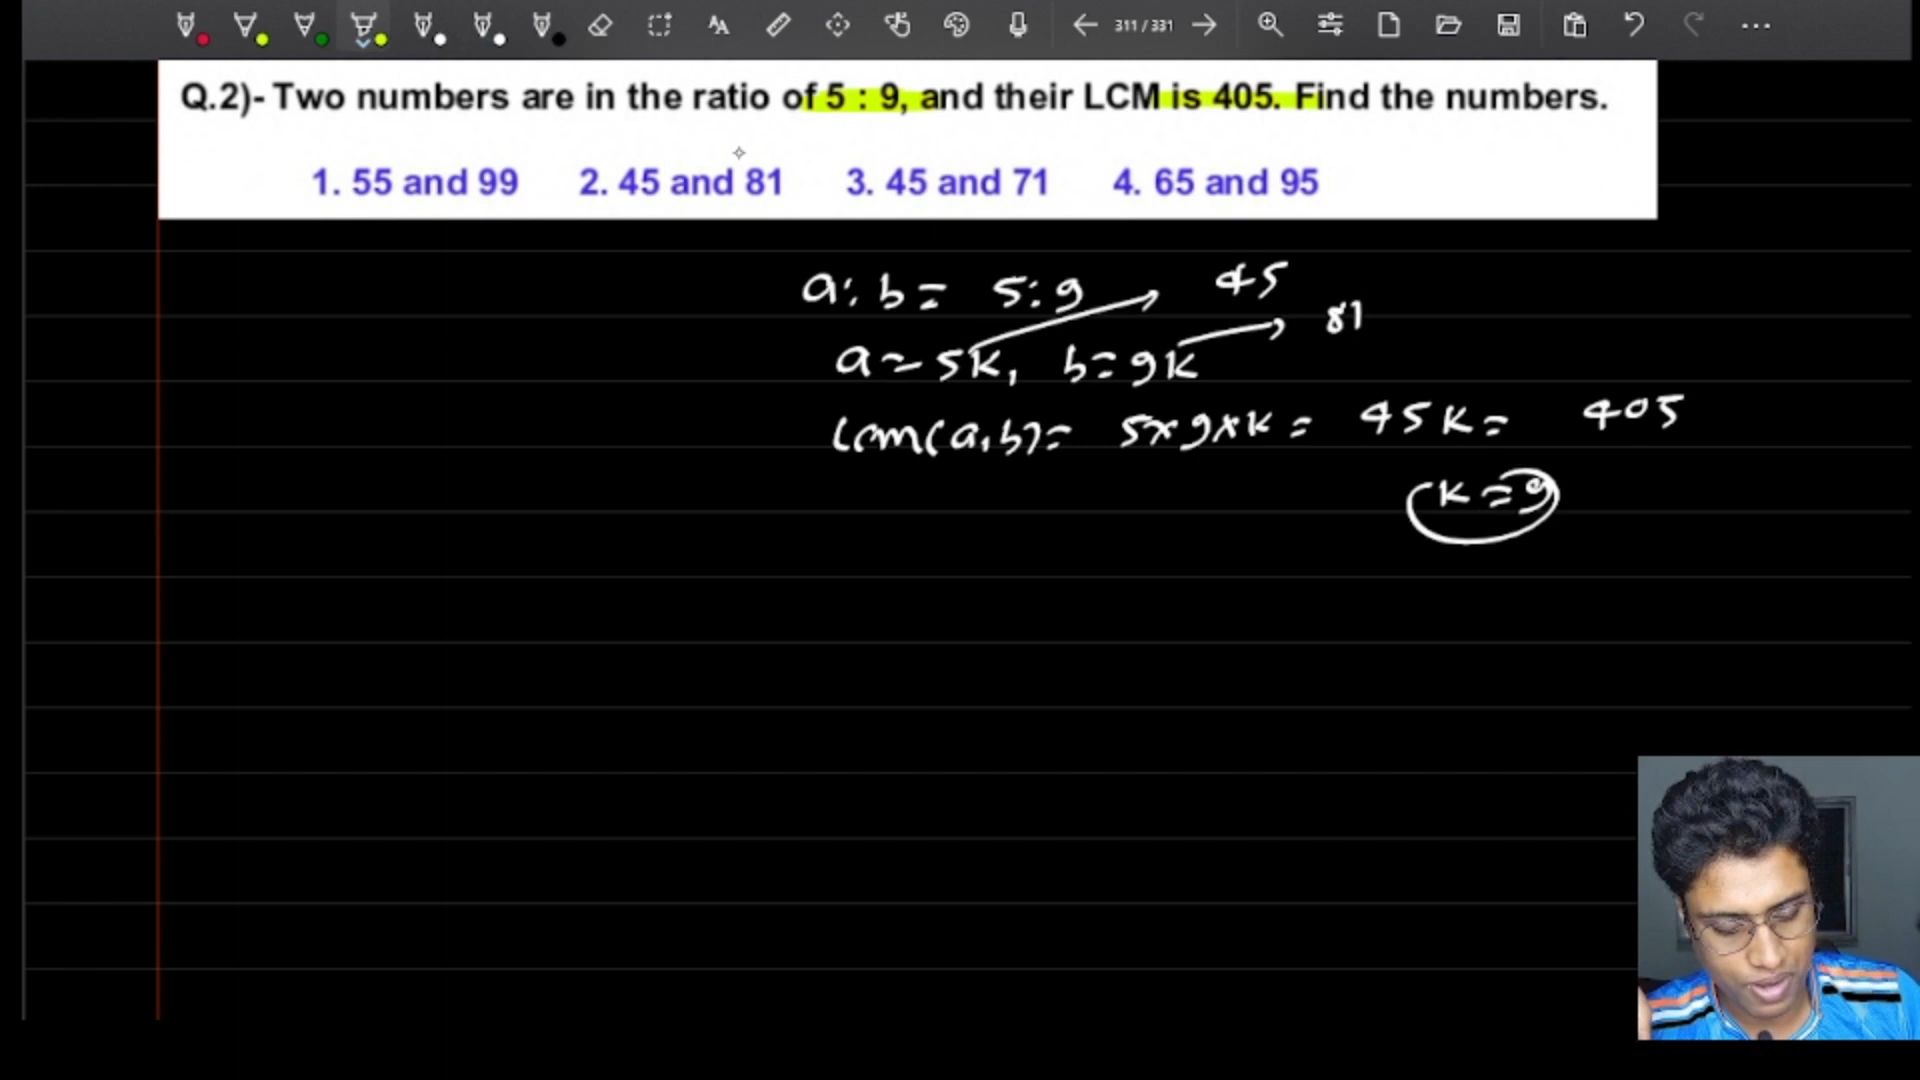 311 / 331
Q.2)- Two numbers are in the ratio of 5 : 9, and their LCM is 405. Find the numbers.
1. 55 and 99 2. 45 and 81 3. 45 and 71 4. 65 and 95
a:b = 5:9 45
81
a = 5k, b = 9k
LCM(a,b) = 5x9xk = 45k = 405
k = 9